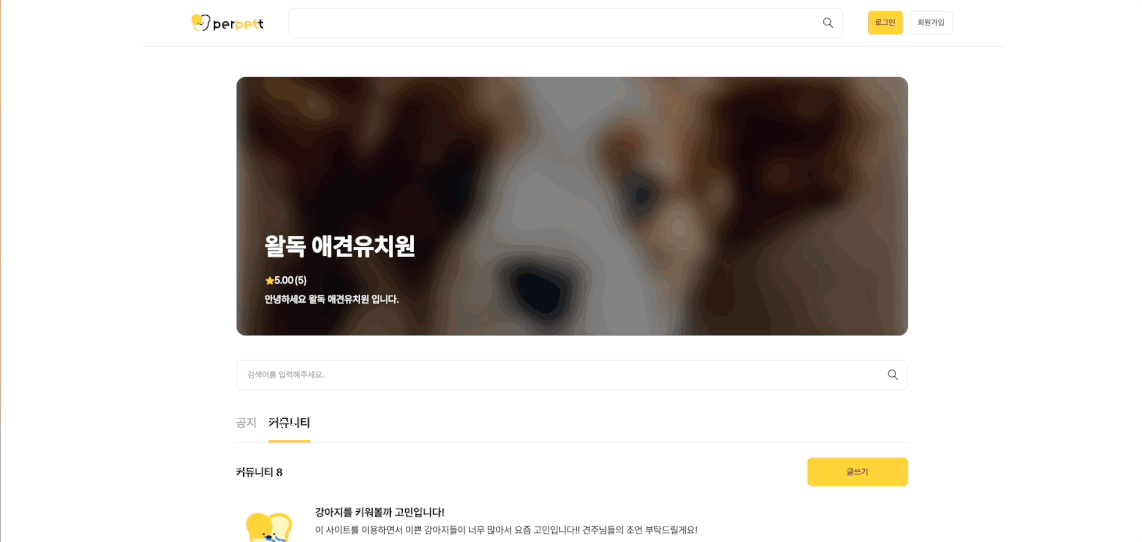 perpett
로그인
회원가입
왈독 애견유치원
5.00 (5)
안녕하세요 왈독 애견유치원 입니다.
검색어를 입력해주세요.
공지
커뮤니티
커뮤니티 8
글쓰기
강아지를 키워볼까 고민입니다!
이 사이트를 이용하면서 이쁜 강아지들이 너무 많아서 요즘 고민입니다!! 견주님들의 조언 부탁드릴게요!